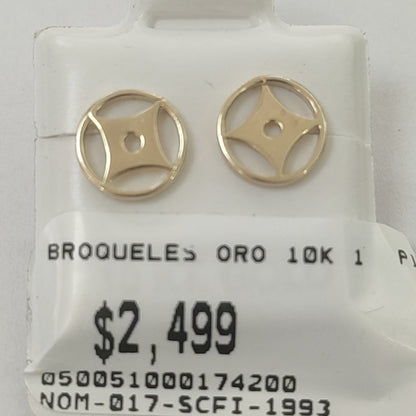 BROQUELES ORO 10K 1
$2,499
050051000174200
NOM-017-SCFI-1993